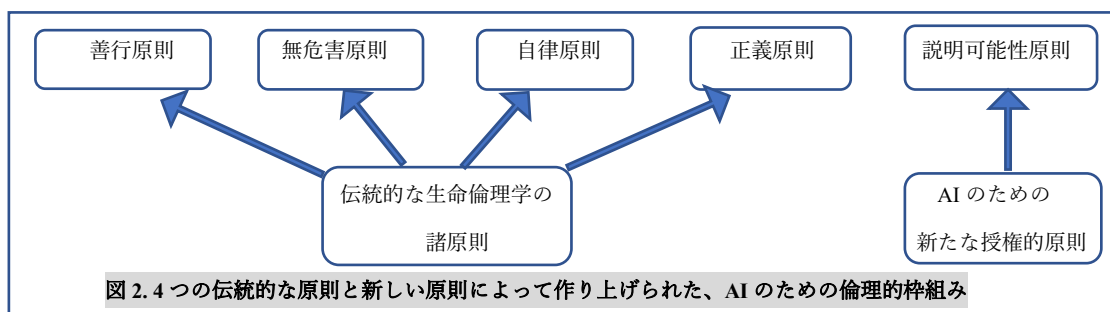 善行原則
無危害原則
自律原則
正義原則
説明可能性原則
伝統的な生命倫理学の
諸原則
AI のための
新たな授権的原則
図 2. 4 つの伝統的な原則と新しい原則によって作り上げられた、AI のための倫理的枠組み